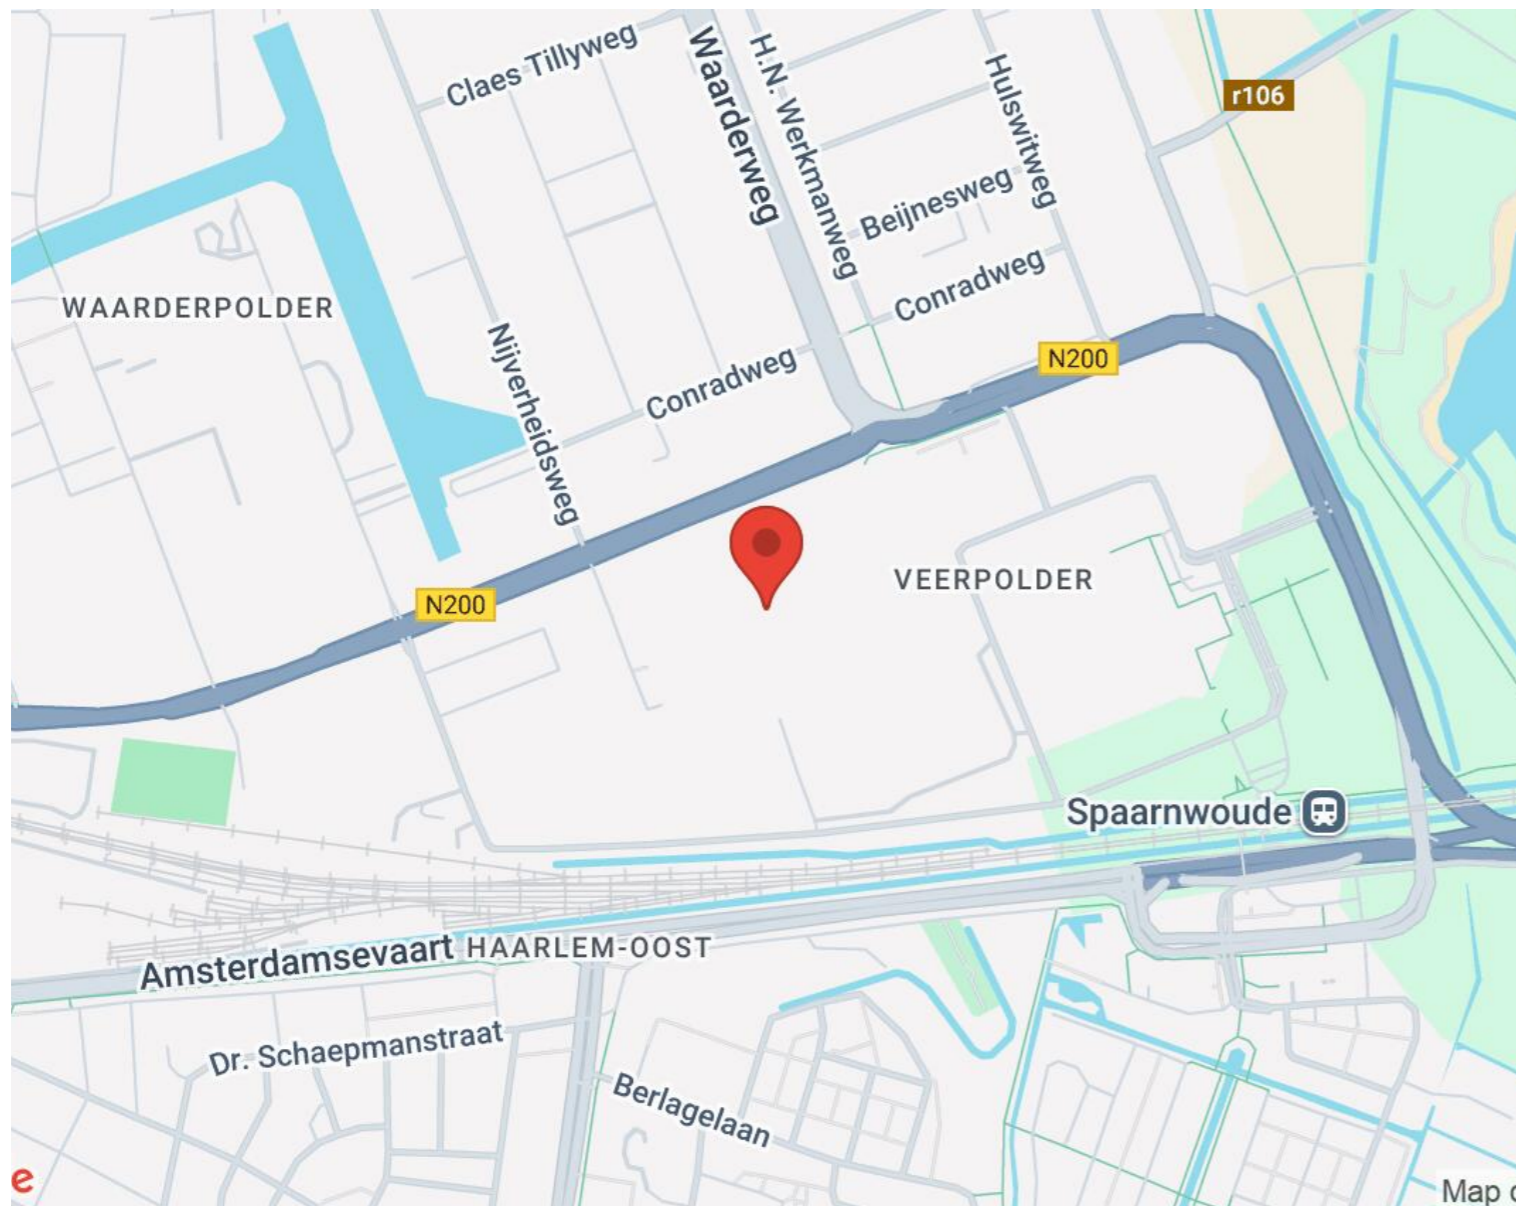 Claes Tillyweg
Waarderweg
H.N. Werkmanweg
Hulswitweg
r106
Beijnesweg
Conradweg
WAARDERPOLDER
Nijverheidsweg
Conradweg
N200
N200
VEERPOLDER
Spaarnwoude
Amsterdamsevaart
HAARLEM-OOST
Dr. Schaepmanstraat
Berlagelaan
e
Map